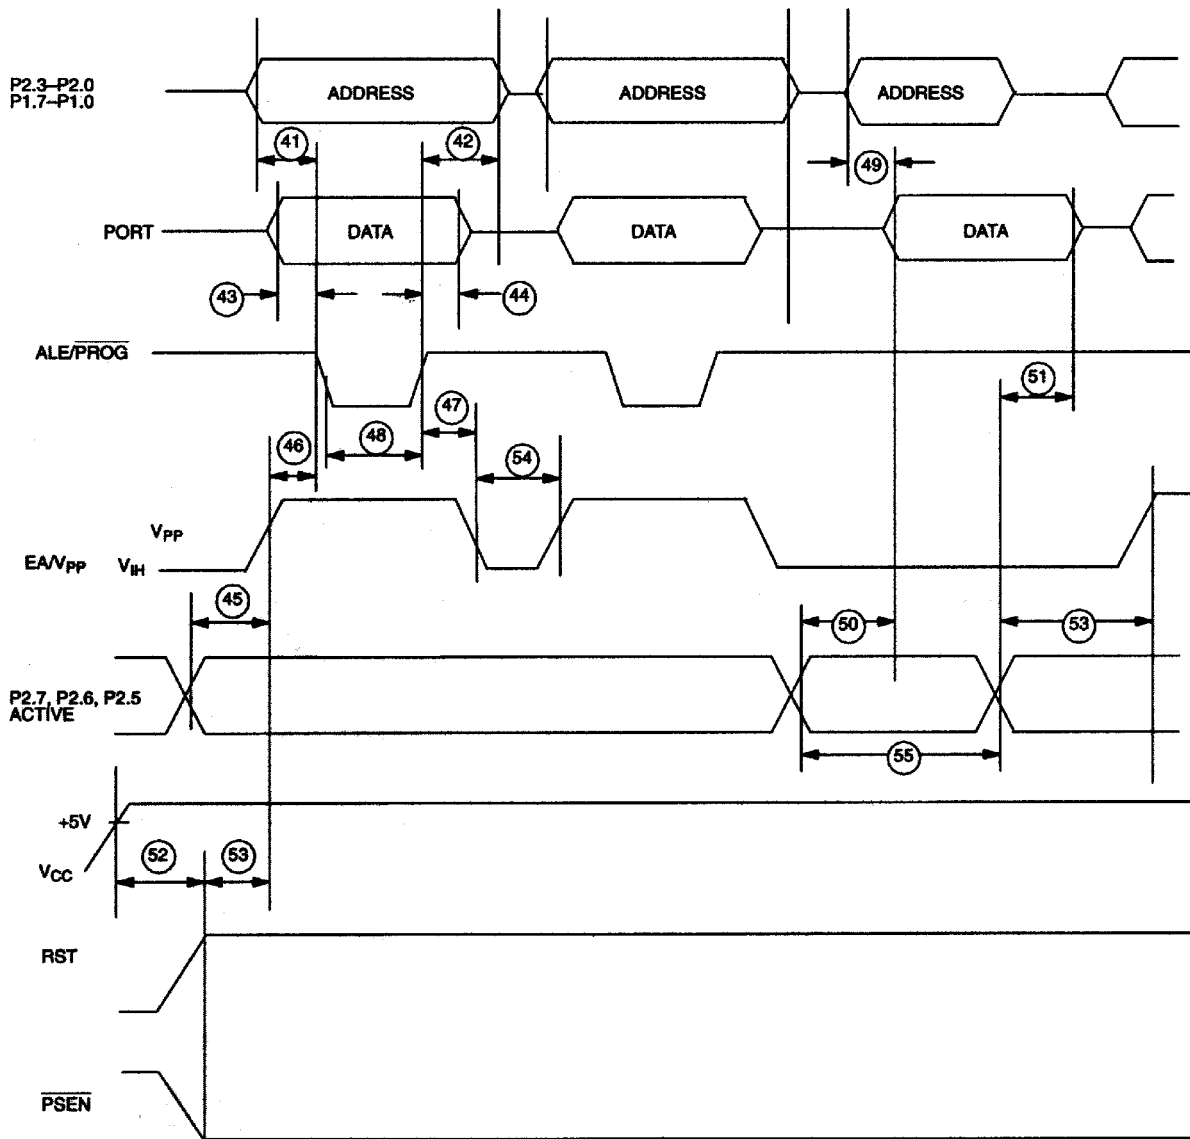 P2.3–P2.0
P1.7–P1.0
ADDRESS
ADDRESS
ADDRESS
41
42
49
PORT
DATA
DATA
DATA
43
44
ALE/PROG
51
47
46
48
54
VPP
EA/VPP
VIH
45
50
53
P2.7, P2.6, P2.5
ACTIVE
55
+5V
VCC
52
53
RST
PSEN